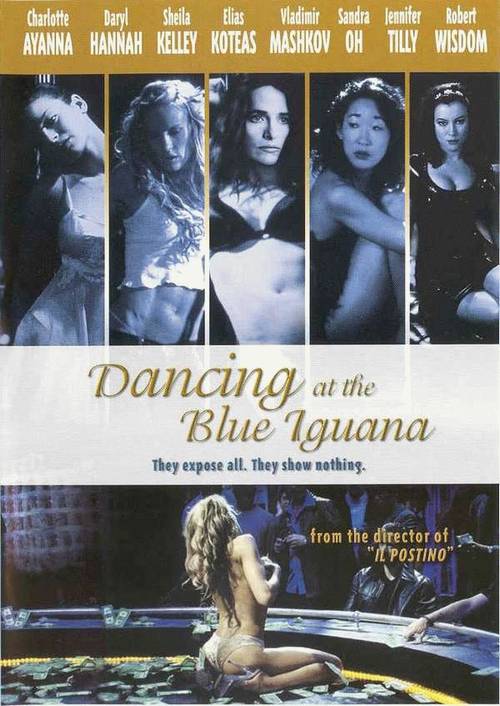 Charlotte Daryl Sheila Elias Vladimir Sandra Jennifer Robert
AYANNA HANNAH KELLEY KOTEAS MASHKOV OH TILLY WISDOM
Dancing at the
Blue Iguana
They expose all. They show nothing.
from the director of
"IL POSTINO"